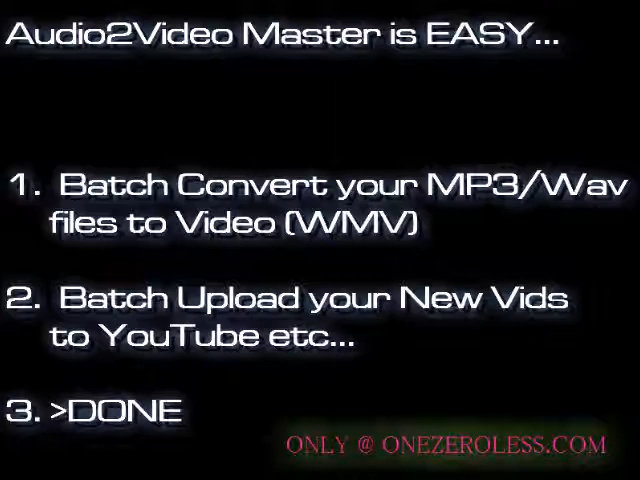 Audio2Video Master is EASY...
1. Batch Convert your MP3/Wav
files to Video (WMV)
2. Batch Upload your New Vids
to YouTube etc...
3. >DONE
ONLY @ ONEZEROLESS.COM